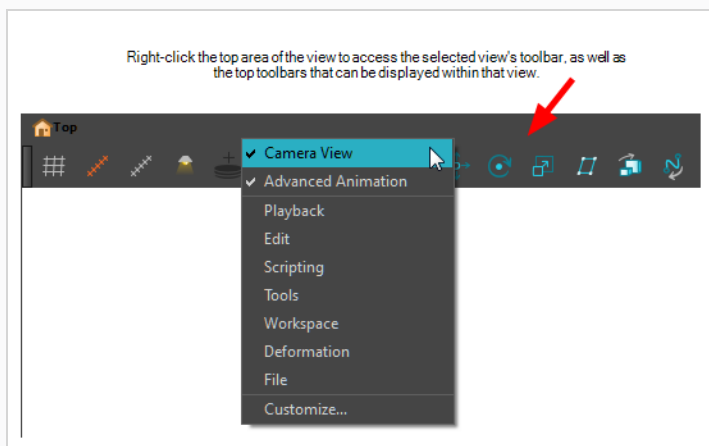 Right-click the top area of the view to access the selected view's toolbar, as well as
the top toolbars that can be displayed within that view.
Top
Camera View
Advanced Animation
Playback
Edit
Scripting
Tools
Workspace
Deformation
File
Customize...